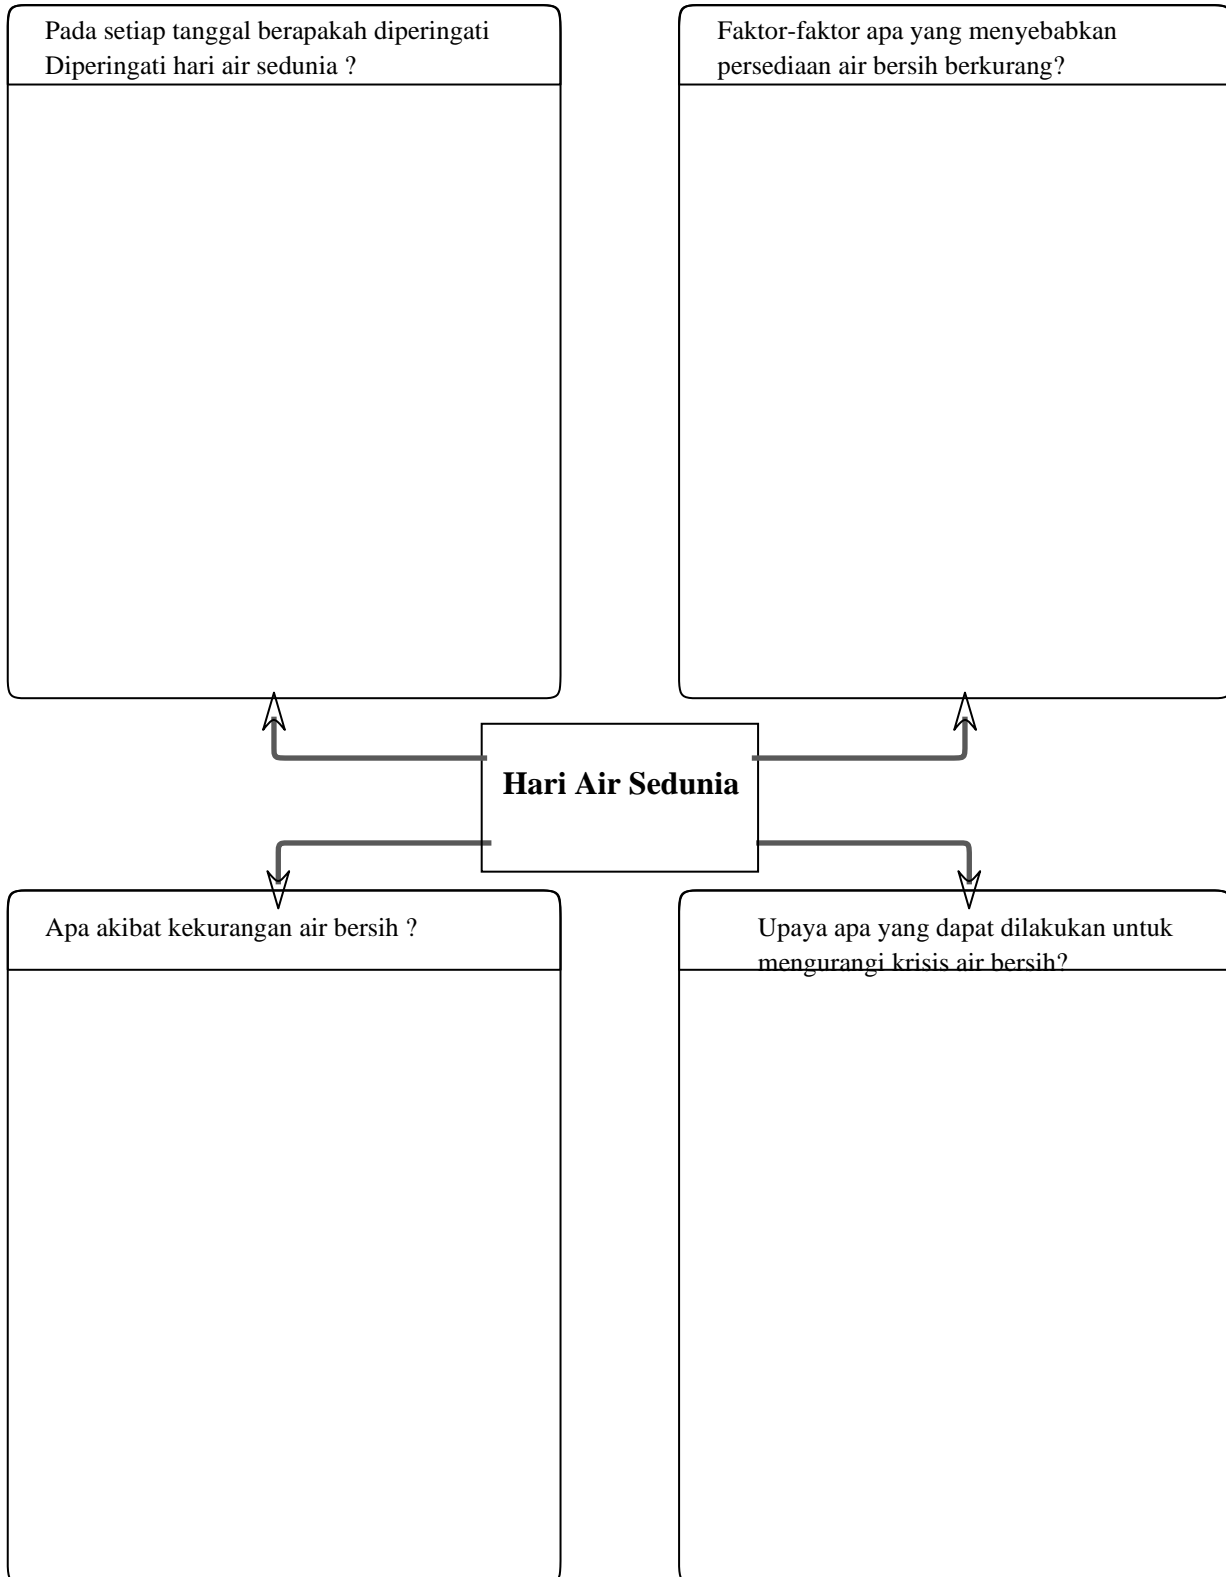 Pada setiap tanggal berapakah diperingati
Diperingati hari air sedunia ?
Faktor-faktor apa yang menyebabkan
persediaan air bersih berkurang?
Hari Air Sedunia
Apa akibat kekurangan air bersih ?
Upaya apa yang dapat dilakukan untuk
mengurangi krisis air bersih?